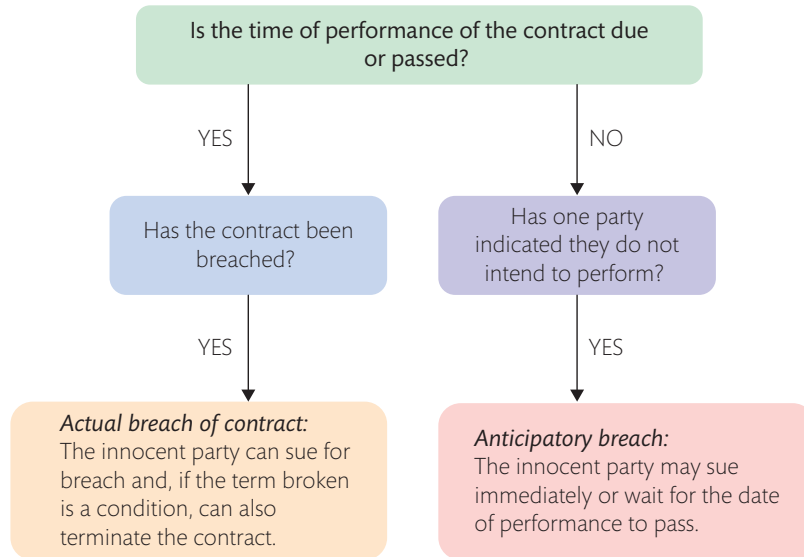 Is the time of performance of the contract due
or passed?
YES
NO
Has the contract been
breached?
Has one party
indicated they do not
intend to perform?
YES
YES
Actual breach of contract:
The innocent party can sue for
breach and, if the term broken
is a condition, can also
terminate the contract.
Anticipatory breach:
The innocent party may sue
immediately or wait for the date
of performance to pass.